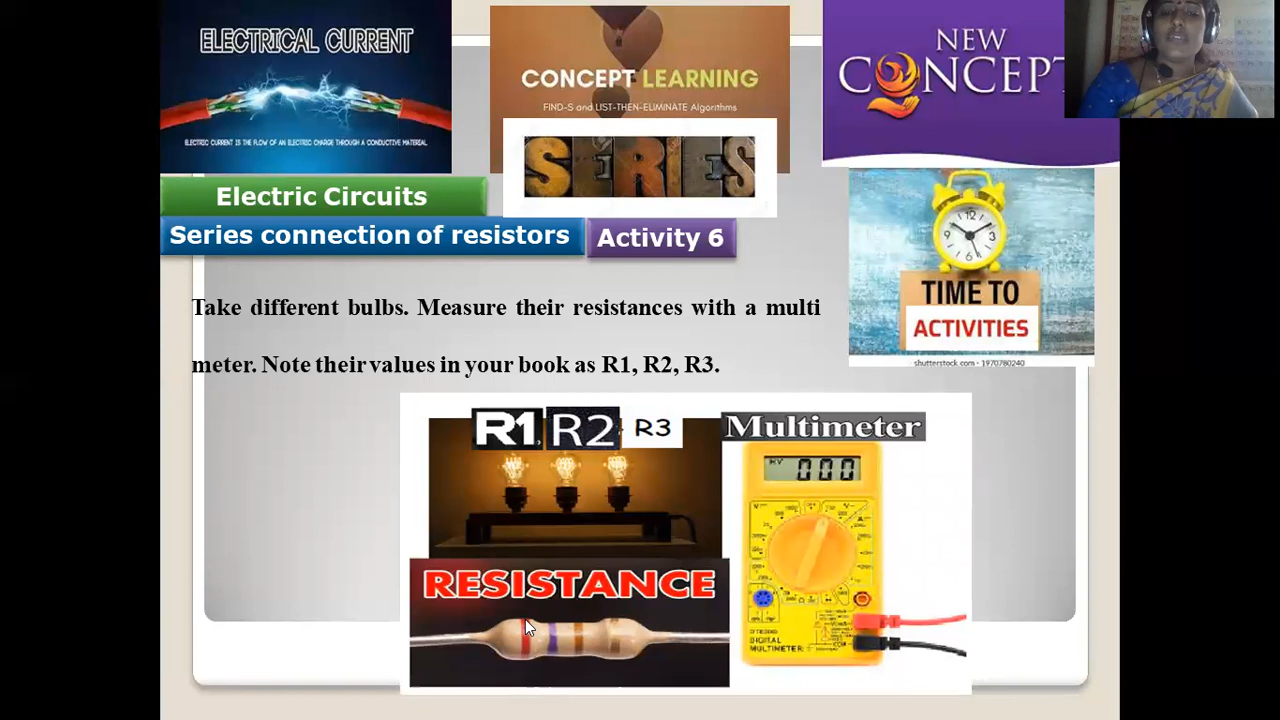 ELECTRICAL CURRENT
ELECTRIC CURRENT IS THE FLOW OF AN ELECTRIC CHARGE THROUGH A CONDUCTIVE MATERIAL
CONCEPT LEARNING
FIND-S and LIST-THEN-ELIMINATE Algorithms
SERIES
NEW
CONCEPT
Electric Circuits
Series connection of resistors
Activity 6
TIME TO
ACTIVITIES
shutterstock.com · 1970780240
Take different bulbs. Measure their resistances with a multi
meter. Note their values in your book as R1, R2, R3.
R1, R2 R3
Multimeter
000
RESISTANCE
DIGITAL
MULTIMETER